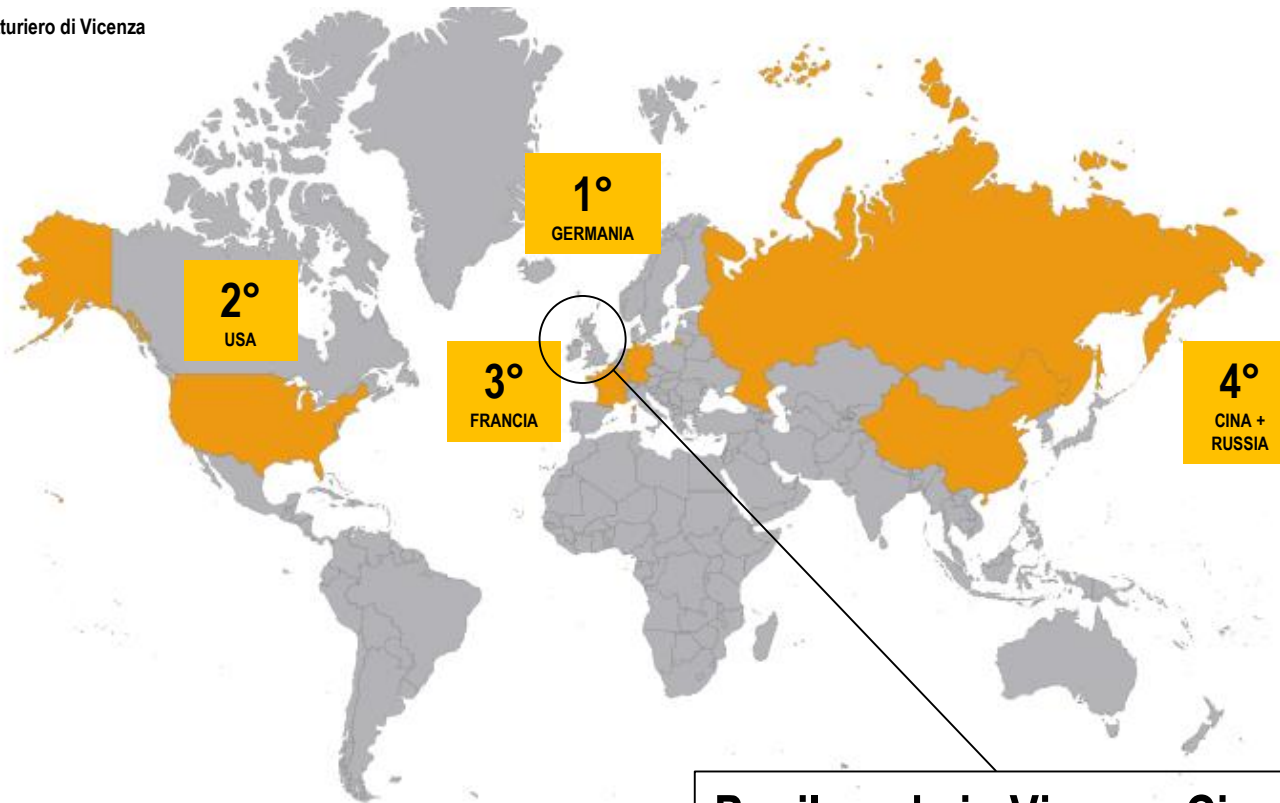 turiero di Vicenza
1°
GERMANIA
2°
USA
3°
FRANCIA
4°
CINA +
RUSSIA